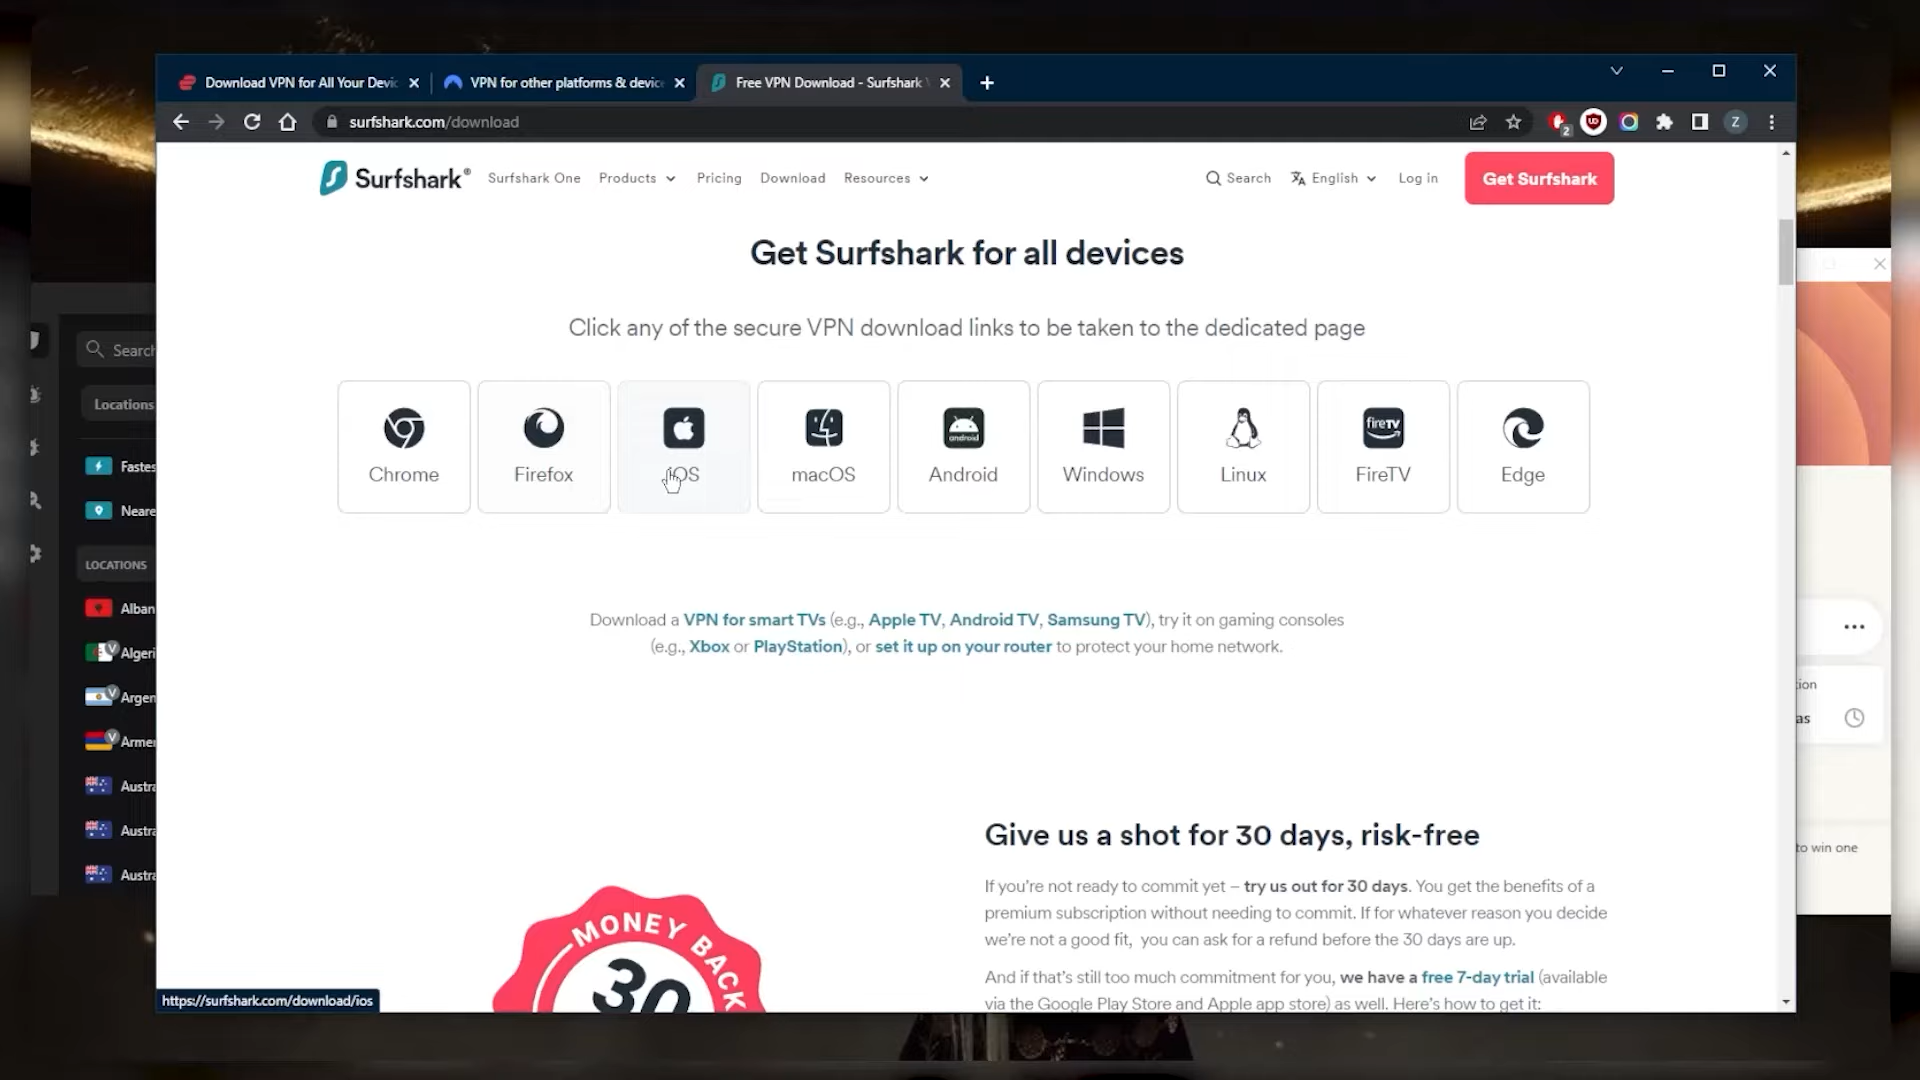 Download VPN for All Your Devic
VPN for other platforms & device
Free VPN Download - Surfshark
surfshark.com/download
2
Z
Surfshark®
Surfshark One
Products
Pricing
Download
Resources
Search
English
Log in
Get Surfshark
Get Surfshark for all devices
Click any of the secure VPN download links to be taken to the dedicated page
Chrome
Firefox
iOS
macOS
android
Android
Windows
Linux
fireTV
FireTV
Edge
Download a VPN for smart TVs (e.g., Apple TV, Android TV, Samsung TV), try it on gaming consoles
(e.g., Xbox or PlayStation), or set it up on your router to protect your home network.
Give us a shot for 30 days, risk-free
If you're not ready to commit yet – try us out for 30 days. You get the benefits of a
premium subscription without needing to commit. If for whatever reason you decide
we're not a good fit, you can ask for a refund before the 30 days are up.
And if that's still too much commitment for you, we have a free 7-day trial (available
via the Google Play Store and Apple app store) as well. Here's how to get it:
MONEY BACK
30
https://surfshark.com/download/ios
Search
Locations
Fastes
Neare
LOCATIONS
Alban
V
Algeri
V
Argen
V
Armer
Austra
Austra
Austra
tion
as
to win one